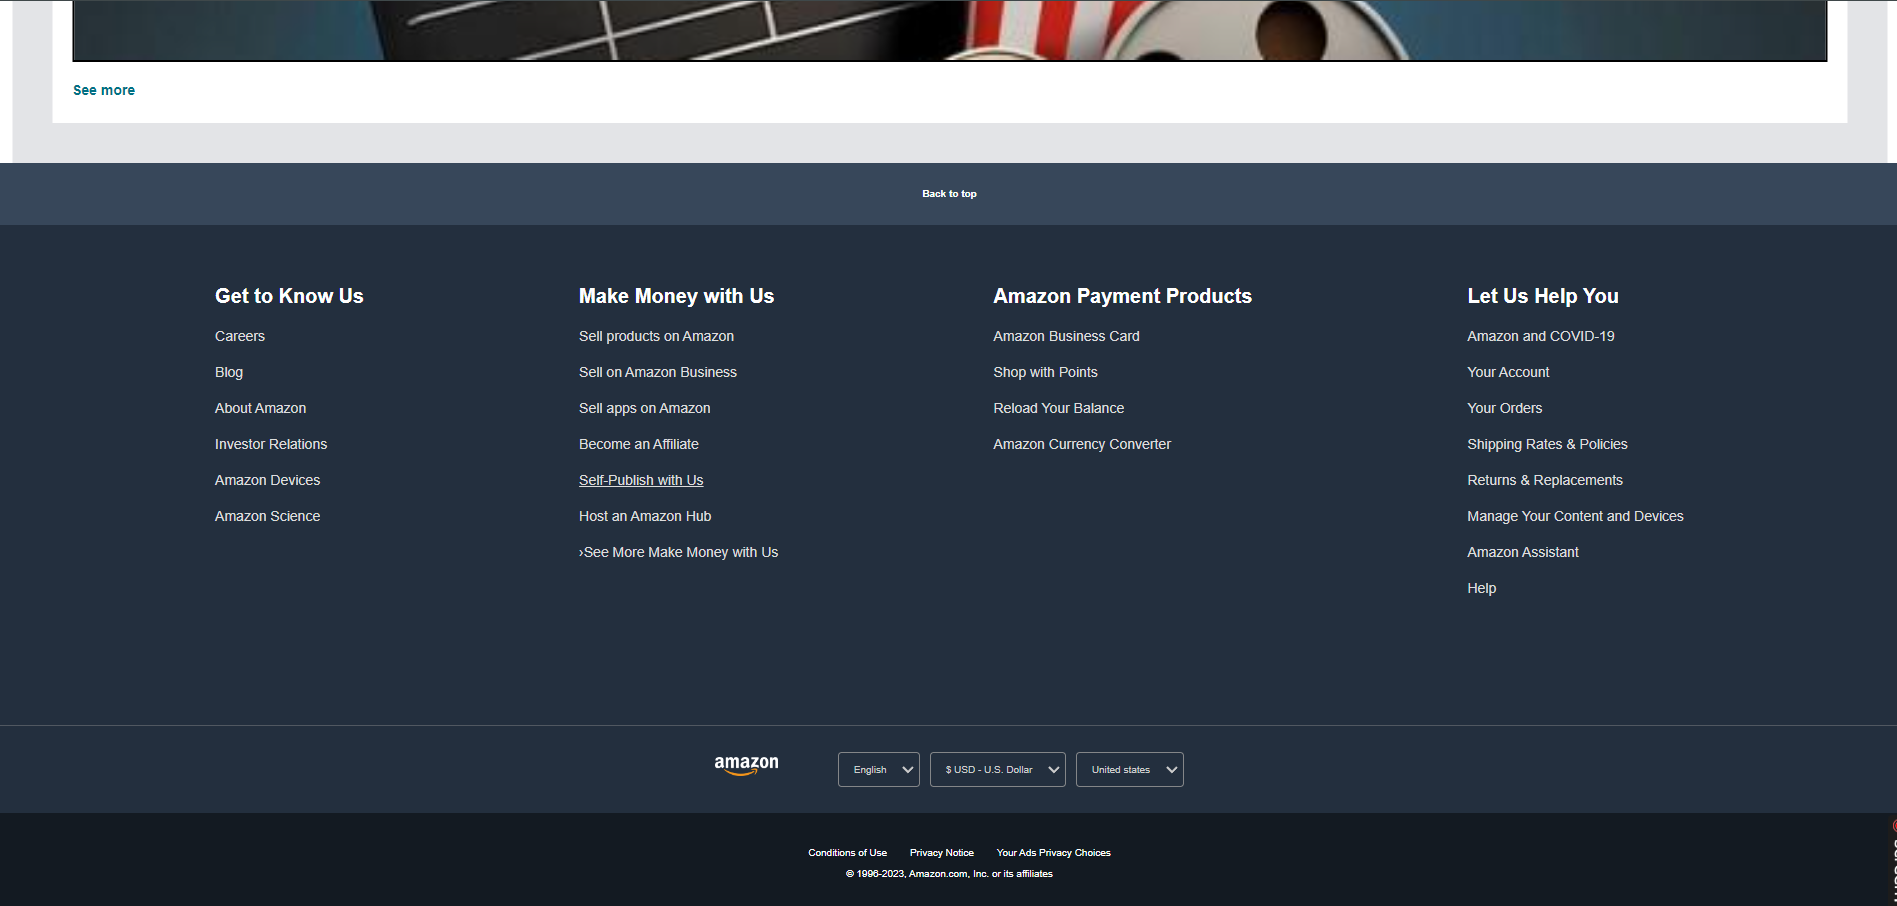 See more
Back to top
Get to Know Us
Careers
Blog
About Amazon
Investor Relations
Amazon Devices
Amazon Science
Make Money with Us
Sell products on Amazon
Sell on Amazon Business
Sell apps on Amazon
Become an Affiliate
Self-Publish with Us
Host an Amazon Hub
›See More Make Money with Us
Amazon Payment Products
Amazon Business Card
Shop with Points
Reload Your Balance
Amazon Currency Converter
Let Us Help You
Amazon and COVID-19
Your Account
Your Orders
Shipping Rates & Policies
Returns & Replacements
Manage Your Content and Devices
Amazon Assistant
Help
amazon
English
$ USD - U.S. Dollar
United states
Conditions of Use
Privacy Notice
Your Ads Privacy Choices
© 1996-2023, Amazon.com, Inc. or its affiliates